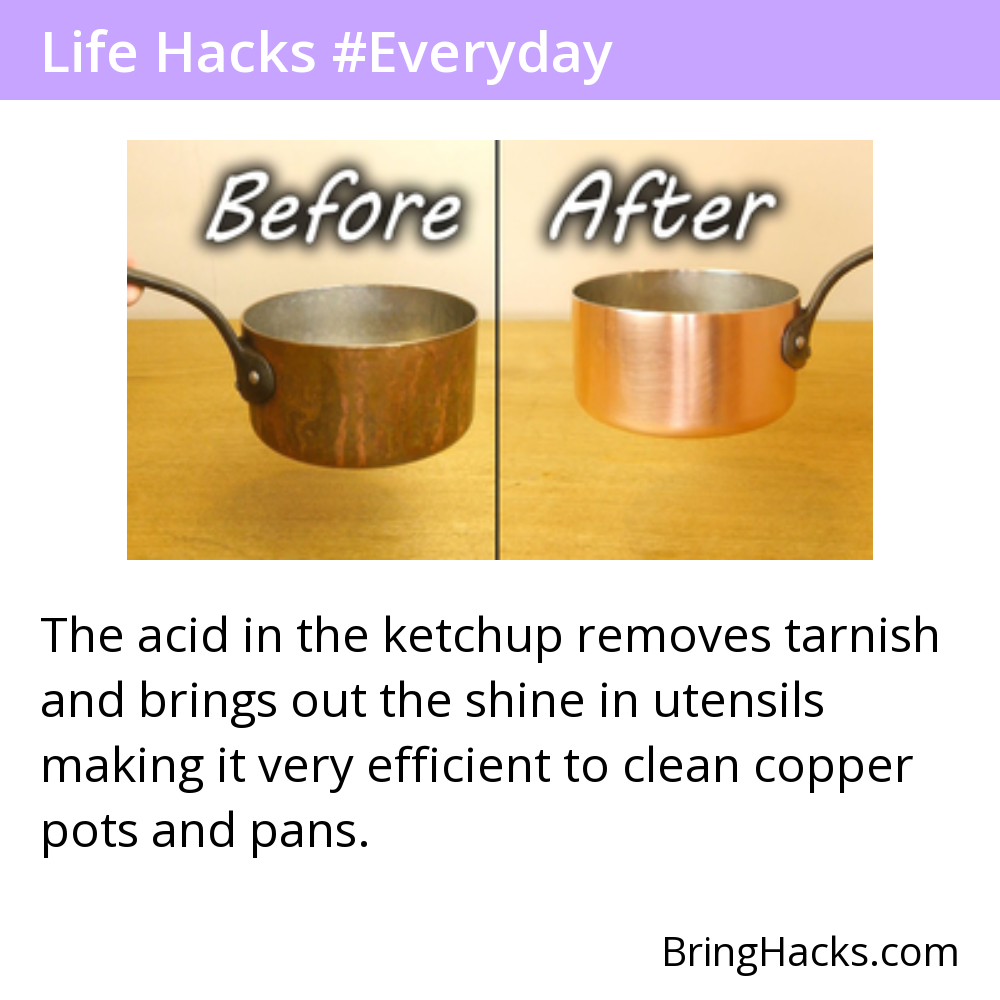 Life Hacks #Everyday
Before After
The acid in the ketchup removes tarnish
and brings out the shine in utensils
making it very efficient to clean copper
pots and pans.
BringHacks.com